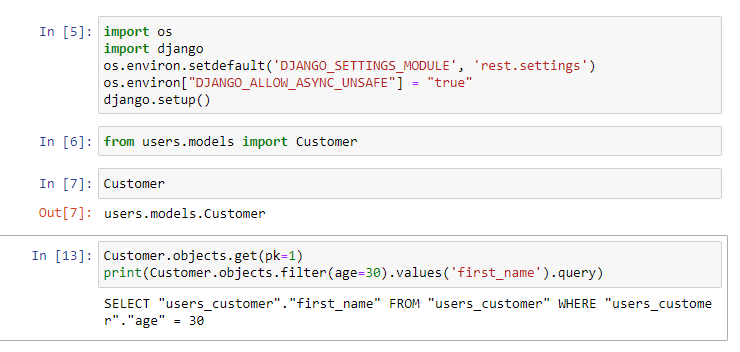 In [5]: import os
import django
os.environ.setdefault('DJANGO_SETTINGS_MODULE', 'rest.settings')
os.environ["DJANGO_ALLOW_ASYNC_UNSAFE"] = "true"
django.setup()
In [6]: from users.models import Customer
In [7]: Customer
Out[7]: users.models.Customer
In [13]: Customer.objects.get(pk=1)
print(Customer.objects.filter(age=30).values('first_name').query)
SELECT "users_customer"."first_name" FROM "users_customer" WHERE "users_custome
r"."age" = 30